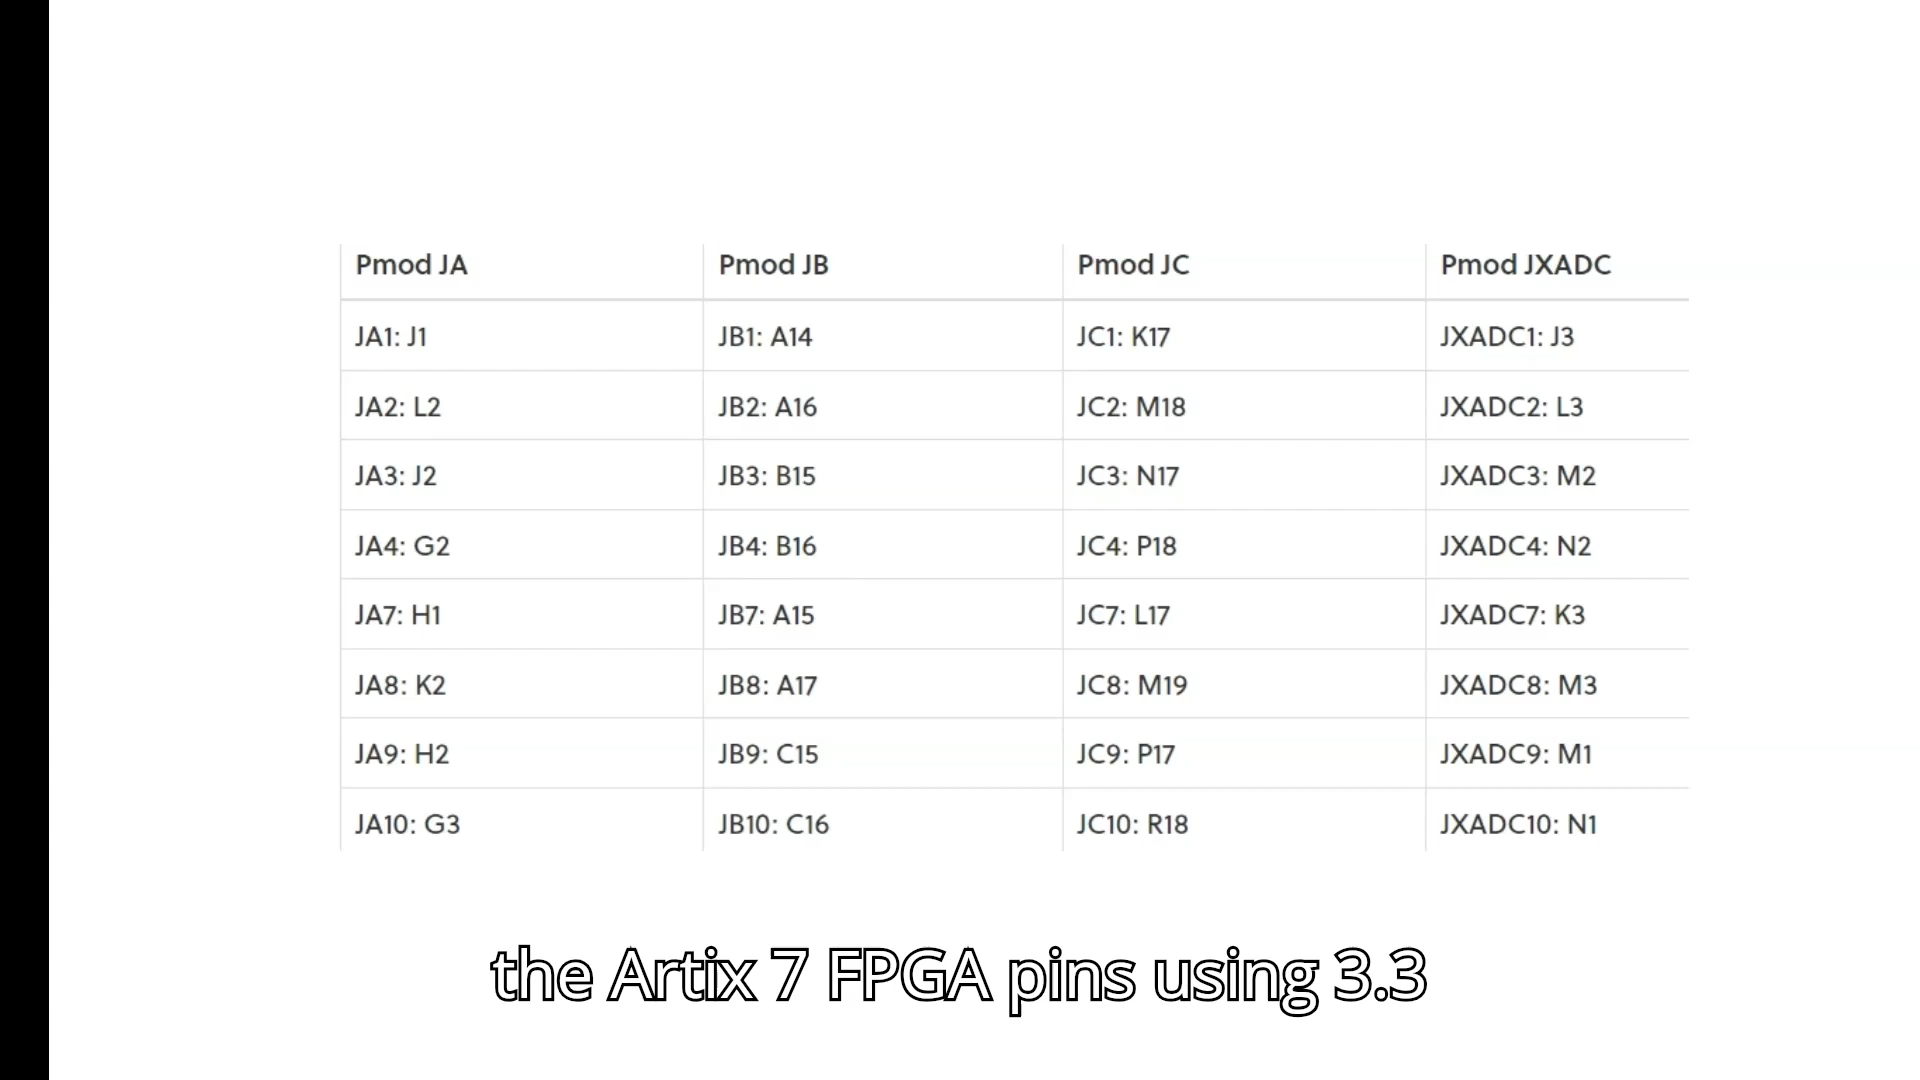 Pmod JA Pmod JB Pmod JC Pmod JXADC
JA1: J1 JB1: A14 JC1: K17 JXADC1: J3
JA2: L2 JB2: A16 JC2: M18 JXADC2: L3
JA3: J2 JB3: B15 JC3: N17 JXADC3: M2
JA4: G2 JB4: B16 JC4: P18 JXADC4: N2
JA7: H1 JB7: A15 JC7: L17 JXADC7: K3
JA8: K2 JB8: A17 JC8: M19 JXADC8: M3
JA9: H2 JB9: C15 JC9: P17 JXADC9: M1
JA10: G3 JB10: C16 JC10: R18 JXADC10: N1
the Artix 7 FPGA pins using 3.3